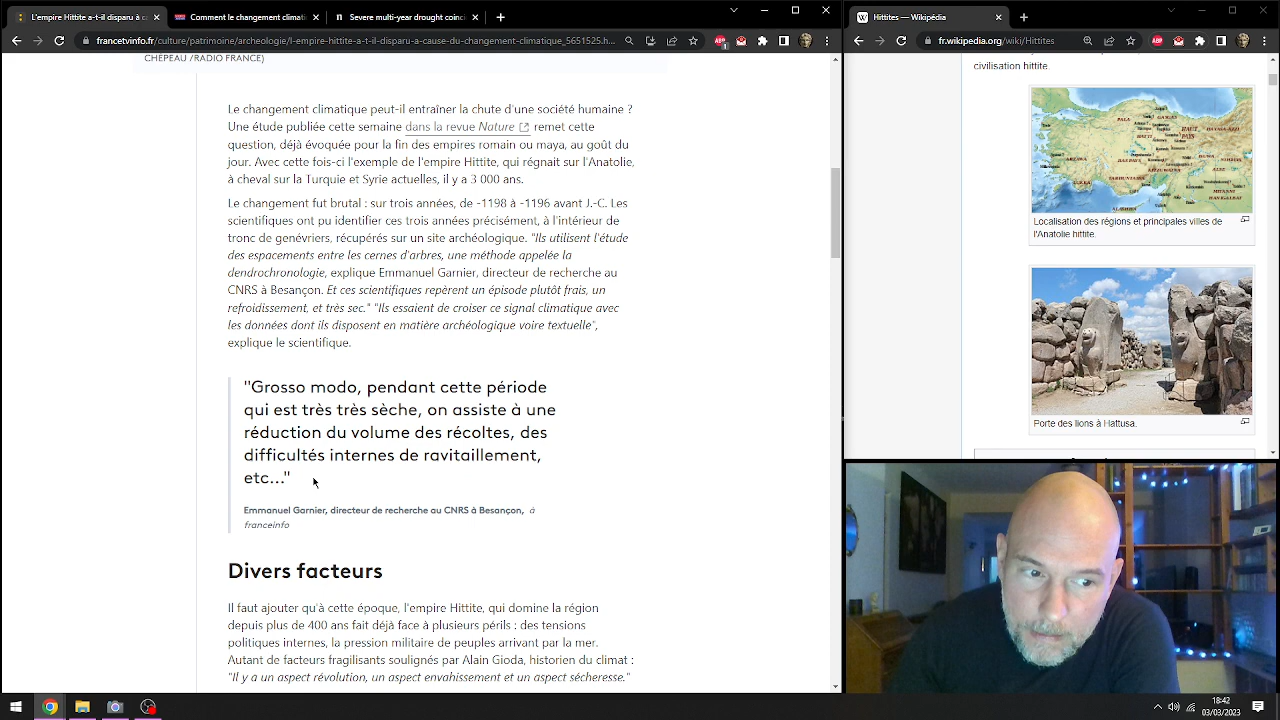 L'empire Hittite a-t-il disparu à c
Comment le changement climati
Severe multi-year drought coinci
francetvinfo.fr/culture/patrimoine/archeologie/l-empire-hittite-a-t-il-disparu-a-cause-du-changement-climatique_5651525.h...
CHEPEAU /RADIO FRANCE)
Le changement climatique peut-il entraîner la chute d'une société humaine ?
Une étude publiée cette semaine dans la revue Nature remet cette
question, déjà évoquée pour la fin des empires romain ou maya, au goût du
jour. Avec cette fois-ci l'exemple de l'empire Hittite, qui régnait sur l'Anatolie,
à cheval sur la Turquie et Syrie actuelles, il y a 3 000 ans.
Le changement fut brutal : sur trois années, de -1198 à -1196 avant J.-C. Les
scientifiques ont pu identifier ces trois années précisément, à l'intérieur de
tronc de genévriers, récupérés sur un site archéologique. "Ils utilisent l'étude
des espacements entre les cernes d'arbres, une méthode appelée la
dendrochronologie, explique Emmanuel Garnier, directeur de recherche au
CNRS à Besançon. Et ces scientifiques repèrent un épisode plutôt frais, un
refroidissement, et très sec." "Ils essaient de croiser ce signal climatique avec
les données dont ils disposent en matière archéologique voire textuelle",
explique le scientifique.
"Grosso modo, pendant cette période
qui est très très sèche, on assiste à une
réduction du volume des récoltes, des
difficultés internes de ravitaillement,
etc..."
Emmanuel Garnier, directeur de recherche au CNRS à Besançon, à
franceinfo
Divers facteurs
Il faut ajouter qu'à cette époque, l'empire Hittite, qui domine la région
depuis plus de 400 ans fait déjà face à plusieurs périls : des tensions
politiques internes, la pression militaire de peuples arrivant par la mer.
Autant de facteurs fragilisants soulignés par Alain Gioda, historien du climat :
"Il y a un aspect révolution, un aspect envahissement et un aspect sécheresse."
Hittites — Wikipédia
fr.wikipedia.org/wiki/Hittites
civilisation hittite.
PALA
HAUT
PAYS
HATTI
ARZAWA
KIZZUWATNA
LUKKA
MITANNI
HANIGALBAT
ALASHIYA
Localisation des régions et principales villes de
l'Anatolie hittite.
Porte des lions à Hattusa.
18:42
03/03/2023